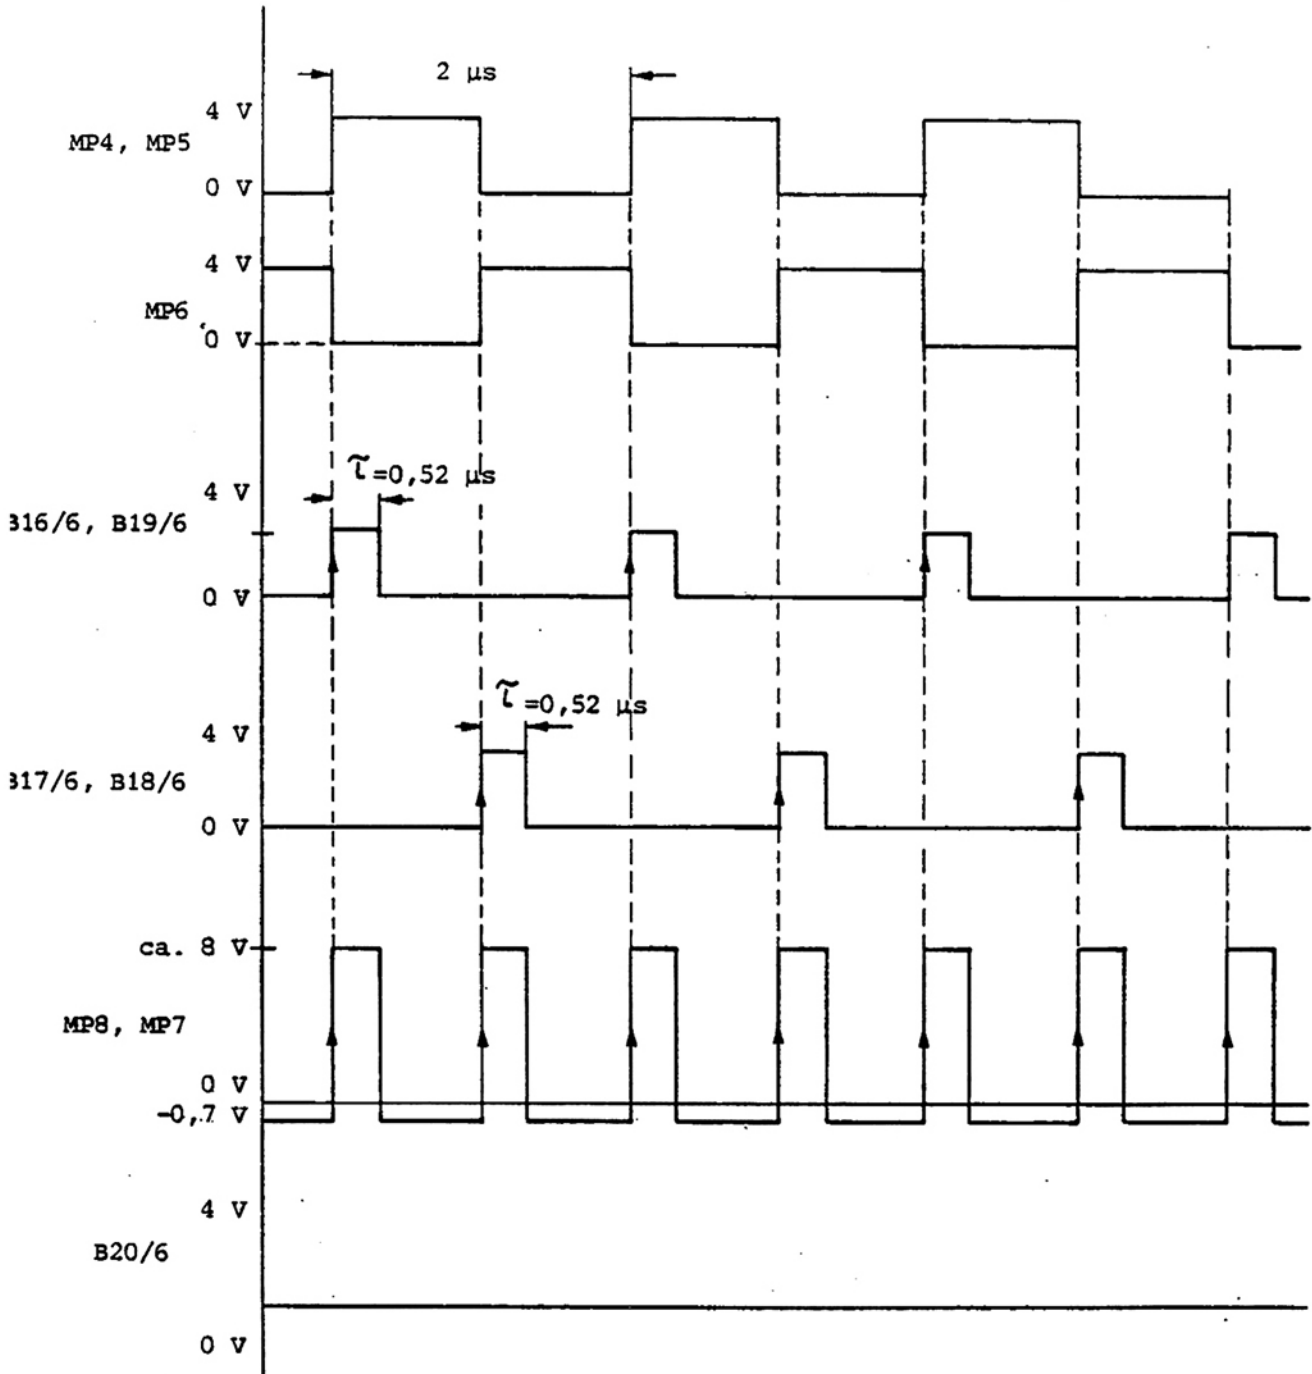 2 µs
4 V
MP4, MP5
0 V
4 V
MP6
0 V
τ̃=0,52 µs
4 V
B16/6, B19/6
0 V
τ̃=0,52 µs
4 V
B17/6, B18/6
0 V
ca. 8 V
MP8, MP7
0 V
-0,7 V
4 V
B20/6
0 V